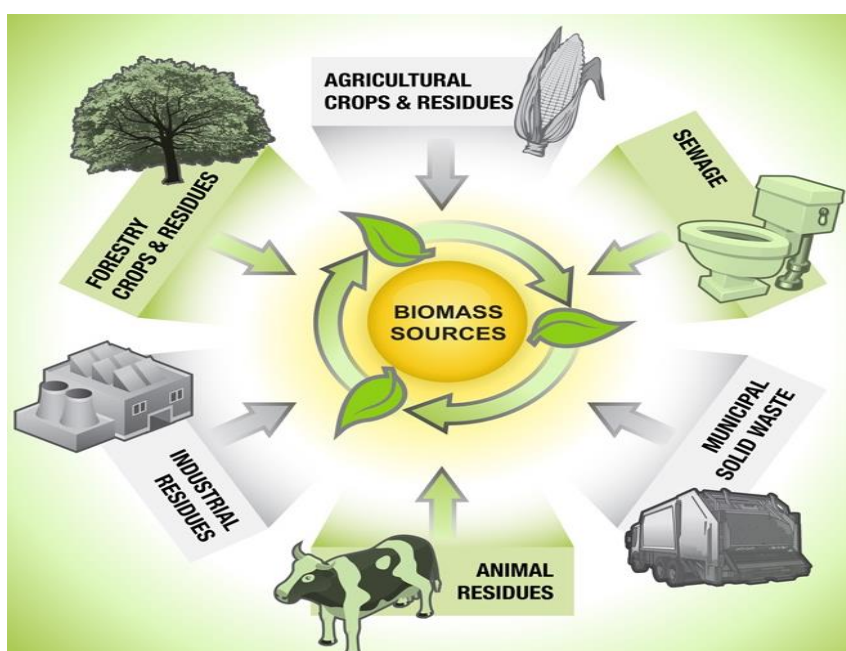 AGRICULTURAL
CROPS & RESIDUES
SEWAGE
FORESTRY
CROPS & RESIDUES
BIOMASS
SOURCES
MUNICIPAL
SOLID WASTE
INDUSTRIAL
RESIDUES
ANIMAL
RESIDUES